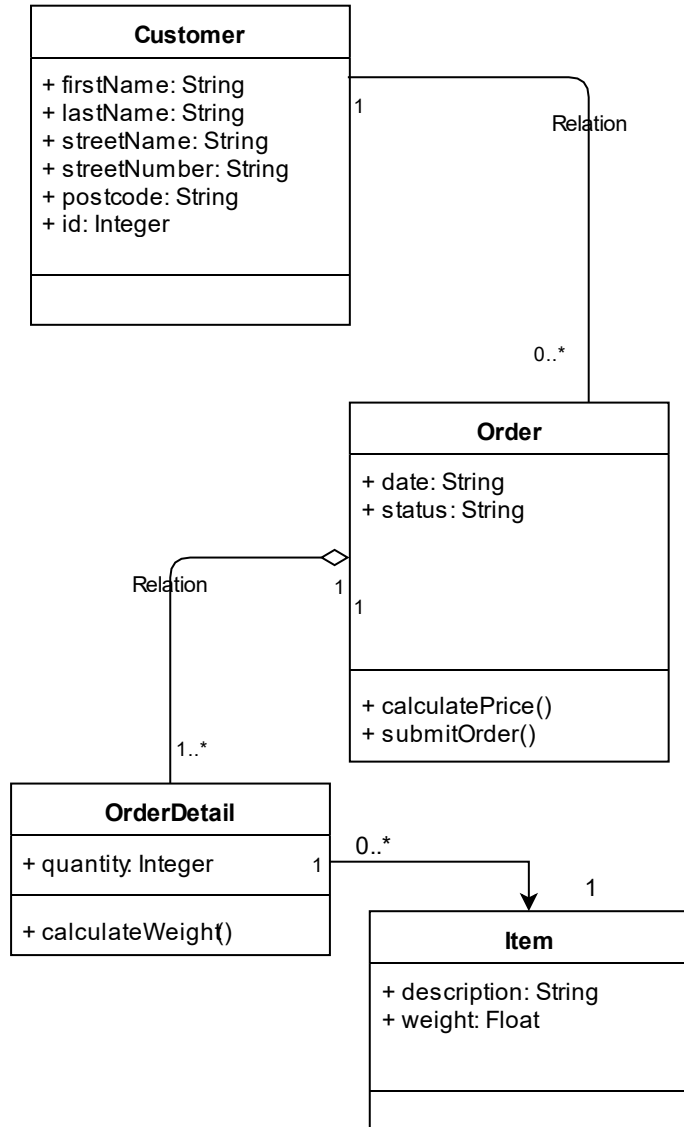 Customer
+ firstName: String
+ lastName: String
+ streetName: String
+ streetNumber: String
+ postcode: String
+ id: Integer
1
Relation
0..*
Order
+ date: String
+ status: String
Relation
1
1
+ calculatePrice()
+ submitOrder()
1..*
OrderDetail
+ quantity: Integer
1
0..*
+ calculateWeight()
1
Item
+ description: String
+ weight: Float